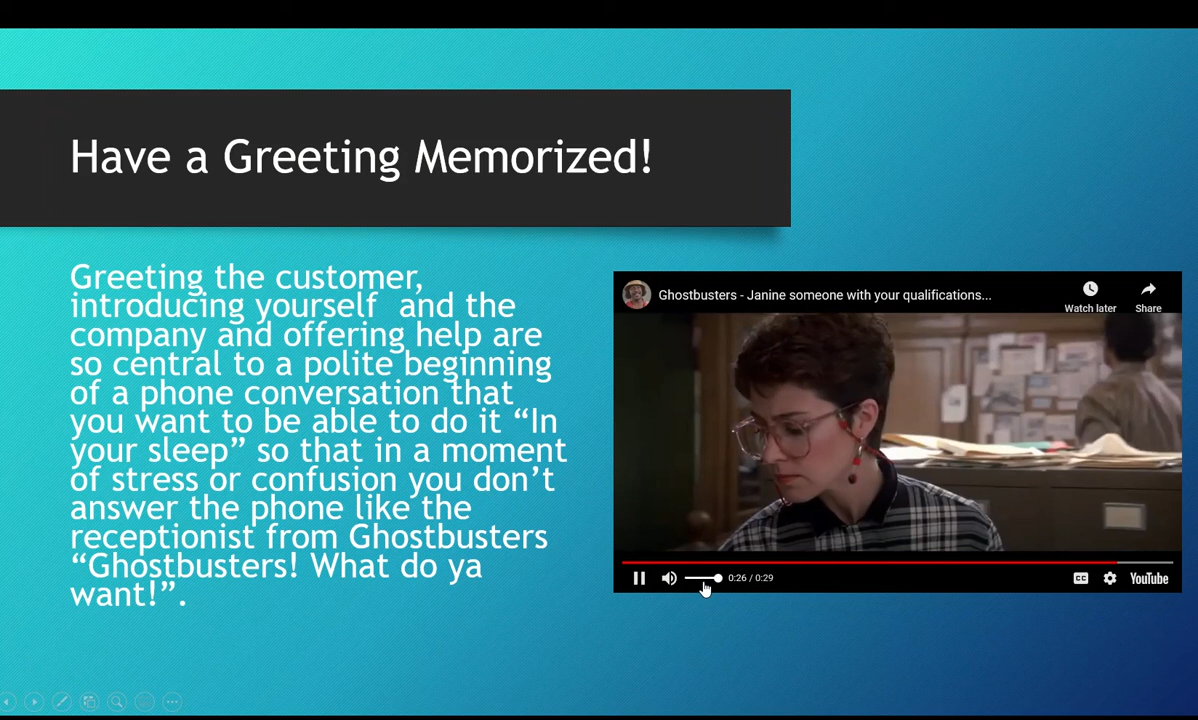 Have a Greeting Memorized!
Greeting the customer,
introducing yourself  and the
company and offering help are
so central to a polite beginning
of a phone conversation that
you want to be able to do it “In
your sleep” so that in a moment
of stress or confusion you don’t
answer the phone like the
receptionist from Ghostbusters
“Ghostbusters! What do ya
want!”.
Ghostbusters - Janine someone with your qualifications...
Watch later
Share
0:26 / 0:29
CC
YouTube